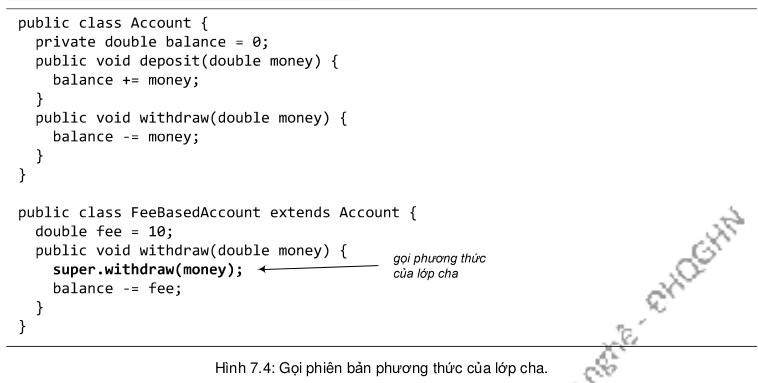 public class Account {
private double balance = 0;
public void deposit(double money) {
balance += money;
}
public void withdraw(double money) {
balance -= money;
}
}
public class FeeBasedAccount extends Account {
double fee = 10;
public void withdraw(double money) {
super.withdraw(money);
gọi phương thức
của lớp cha
balance -= fee;
}
}
Hình 7.4: Gọi phiên bản phương thức của lớp cha.
nghệ - ĐHQGHN